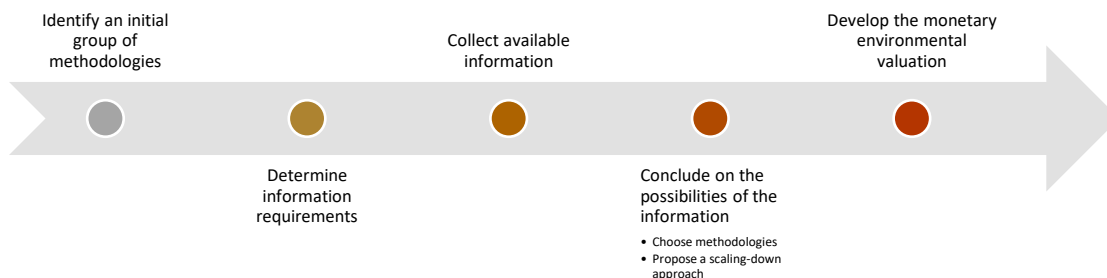 Identify an initial
group of
methodologies
Determine
information
requirements
Collect available
information
Conclude on the
possibilities of the
information
• Choose methodologies
• Propose a scaling-down
approach
Develop the monetary
environmental
valuation